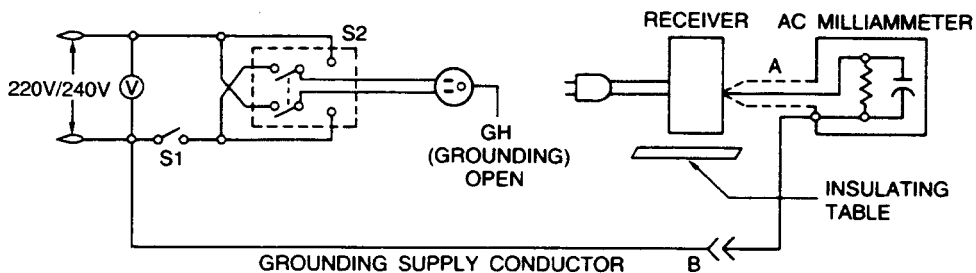 RECEIVER
AC MILLIAMMETER
S2
A
220V/240V
V
S1
GH
(GROUNDING)
OPEN
INSULATING
TABLE
GROUNDING SUPPLY CONDUCTOR
B